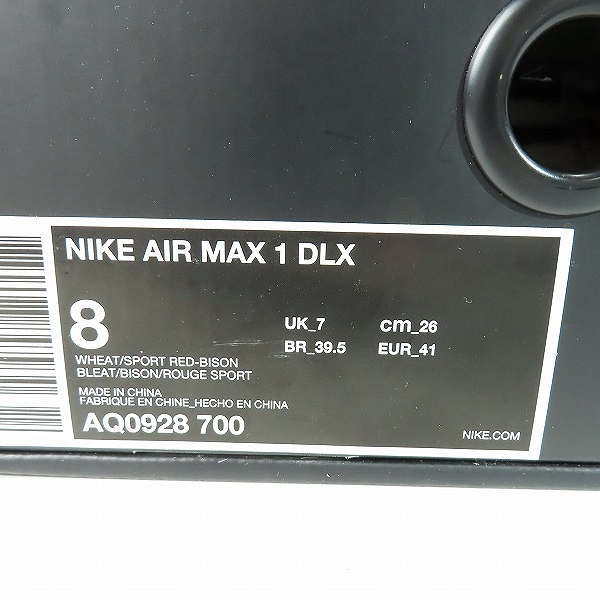 NIKE AIR MAX 1 DLX
8
UK_7 cm_26
BR_39.5 EUR_41
WHEAT/SPORT RED-BISON
BLEAT/BISON/ROUGE SPORT
MADE IN CHINA
FABRIQUE EN CHINE_HECHO EN CHINA
AQ0928 700
NIKE.COM